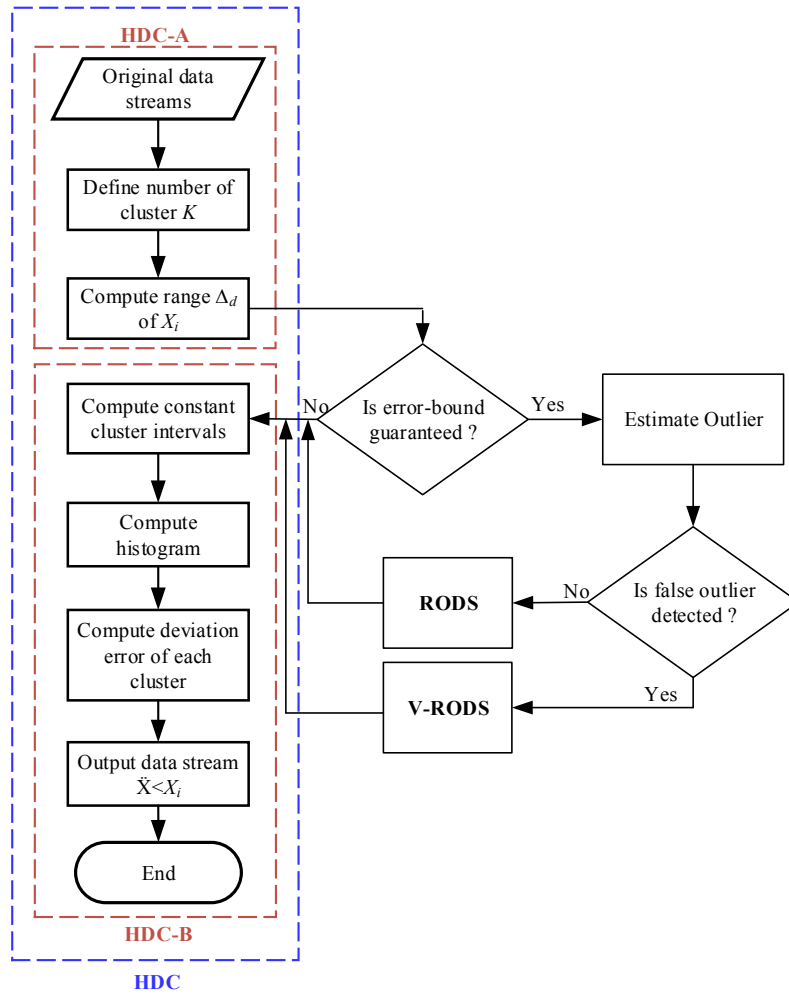 HDC-A
Original data
streams
Define number of
cluster K
Compute range Δd
of Xi
Is error-bound
guaranteed ?
No
Yes
Estimate Outlier
Is false outlier
detected ?
No
Yes
RODS
V-RODS
Compute constant
cluster intervals
Compute
histogram
Compute deviation
error of each
cluster
Output data stream
Ẍ<Xi
End
HDC-B
HDC